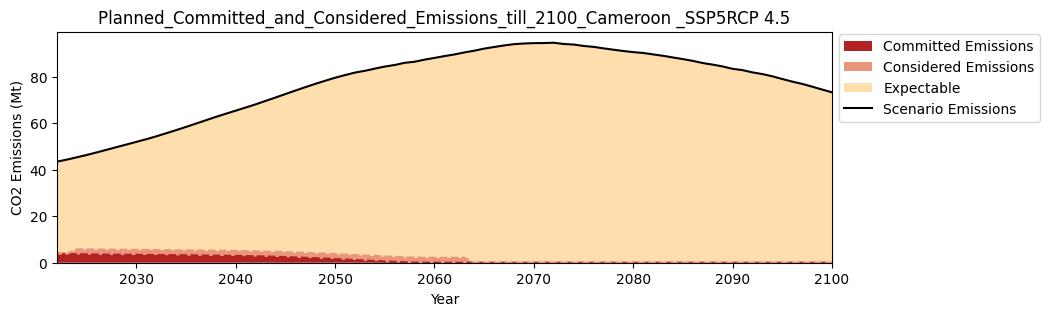 Planned_Committed_and_Considered_Emissions_till_2100_Cameroon _SSP5RCP 4.5
Committed Emissions
Considered Emissions
Expectable
Scenario Emissions
CO2 Emissions (Mt)
80
60
40
20
0
2030 2040 2050 2060 2070 2080 2090 2100
Year